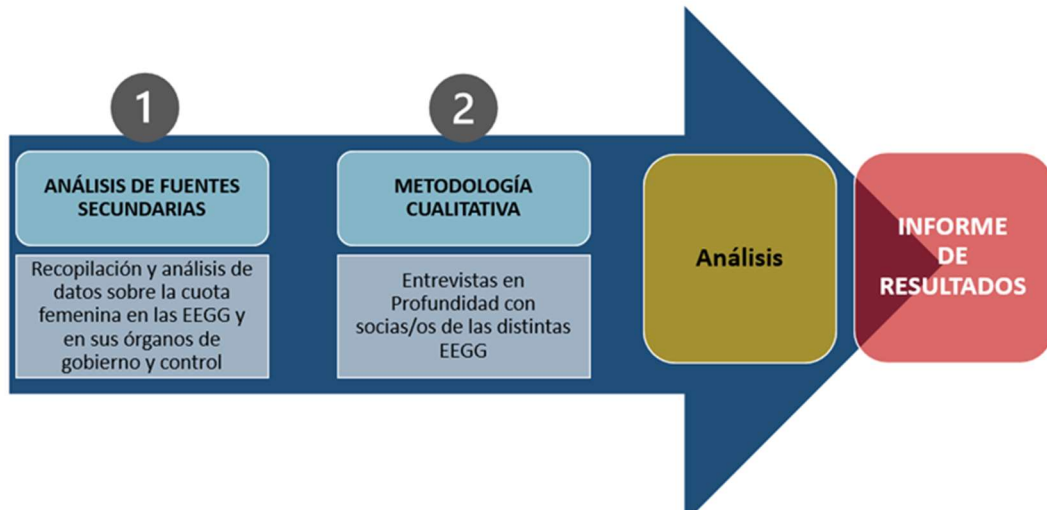 1
ANÁLISIS DE FUENTES
SECUNDARIAS
Recopilación y análisis de
datos sobre la cuota
femenina en las EEGG y
en sus órganos de
gobierno y control
2
METODOLOGÍA
CUALITATIVA
Entrevistas en
Profundidad con
socias/os de las distintas
EEGG
Análisis
INFORME
DE
RESULTADOS